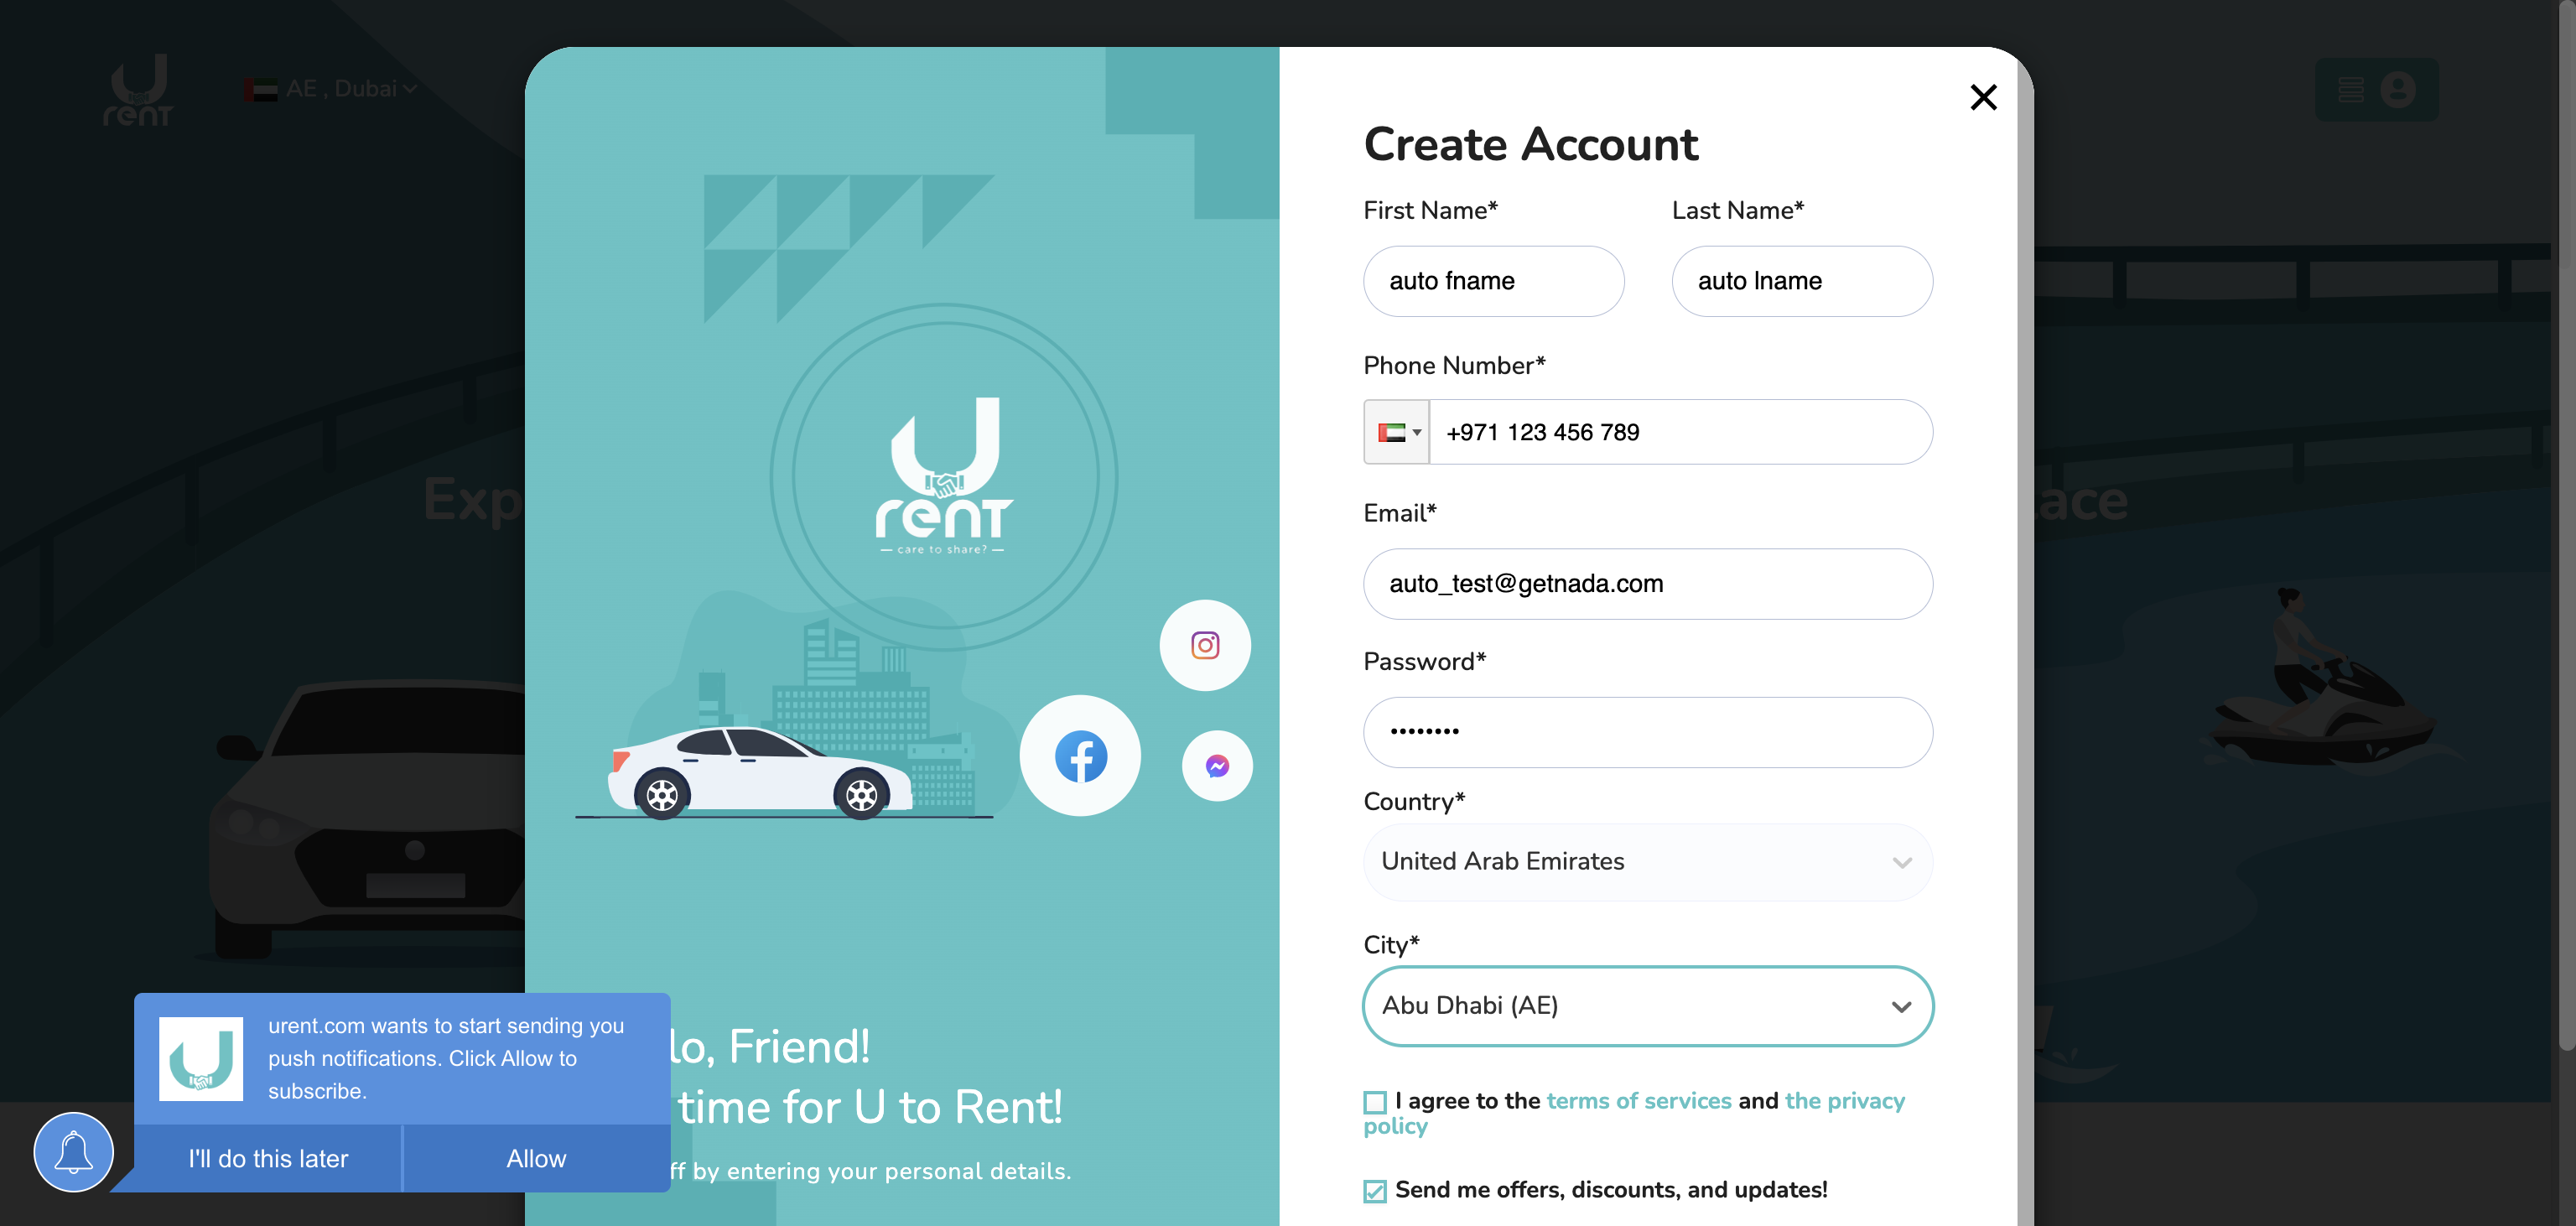 U
rent
AE , Dubai
Exp
lace
U
rent
— care to share? —
lo, Friend!
time for U to Rent!
ff by entering your personal details.
Create Account
First Name*
Last Name*
auto fname
auto lname
Phone Number*
+971 123 456 789
Email*
auto_test@getnada.com
Password*
••••••••
Country*
United Arab Emirates
City*
Abu Dhabi (AE)
I agree to the terms of services and the privacy
policy
Send me offers, discounts, and updates!
urent.com wants to start sending you
push notifications. Click Allow to
subscribe.
I'll do this later
Allow